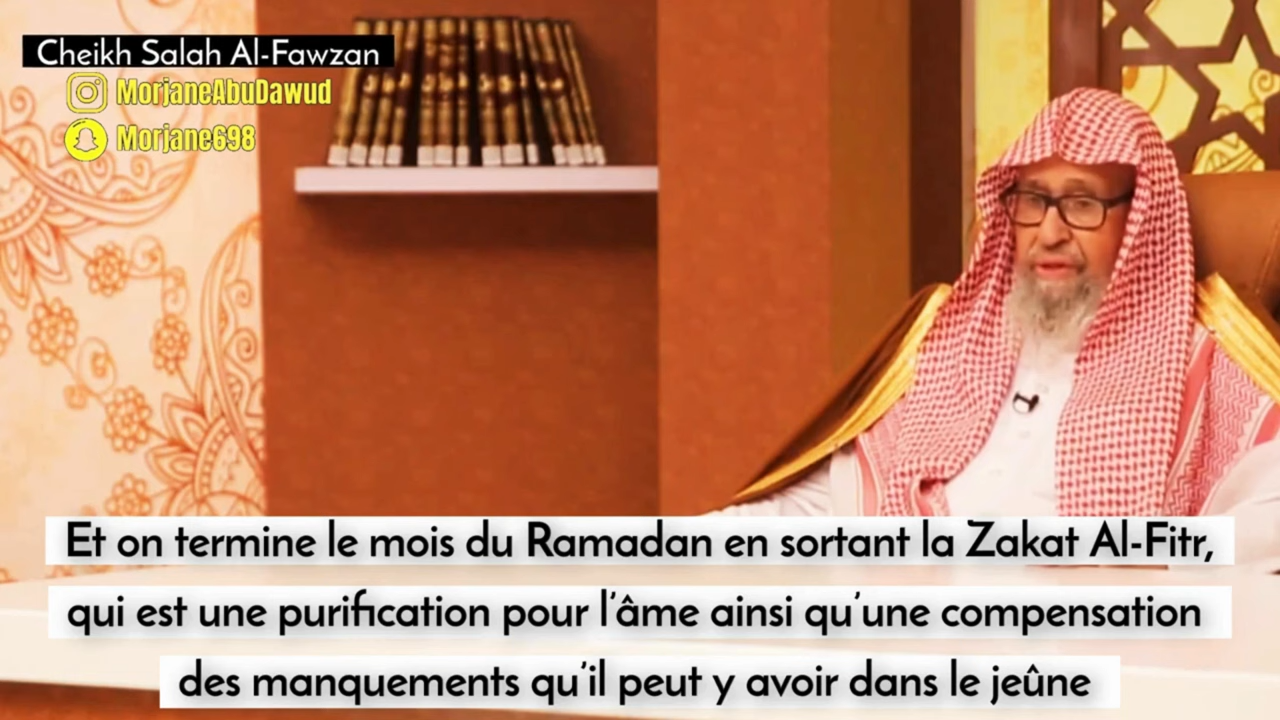 Cheikh Salah Al-Fawzan
MorjaneAbuDawud
Morjane698
Et on termine le mois du Ramadan en sortant la Zakat Al-Fitr,
qui est une purification pour l'âme ainsi qu'une compensation
des manquements qu'il peut y avoir dans le jeûne